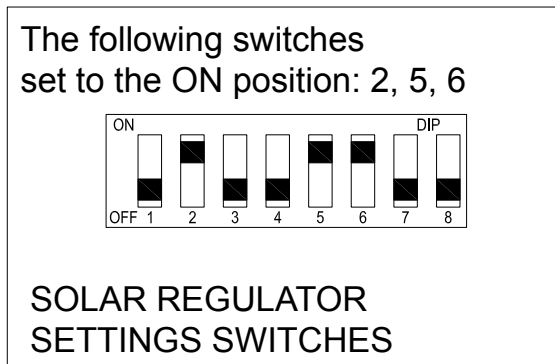 The following switches
set to the ON position: 2, 5, 6
ON DIP
OFF 1 2 3 4 5 6 7 8
SOLAR REGULATOR
SETTINGS SWITCHES